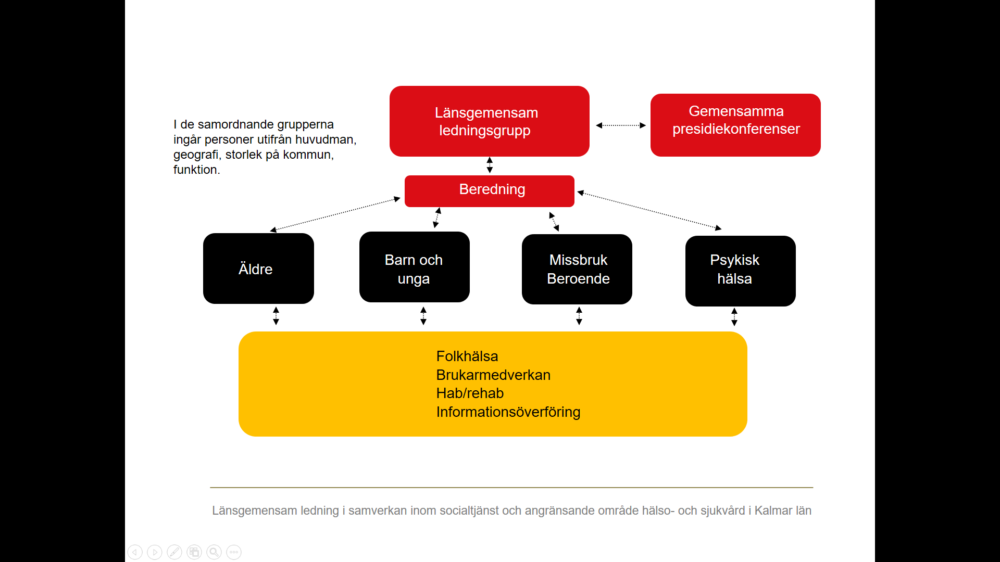 Länsgemensam
ledningsgrupp
Gemensamma
presidiekonferenser
I de samordnande grupperna
ingår personer utifrån huvudman,
geografi, storlek på kommun,
funktion.
Beredning
Äldre
Barn och
unga
Missbruk
Beroende
Psykisk
hälsa
Folkhälsa
Brukarmedverkan
Hab/rehab
Informationsöverföring
Länsgemensam ledning i samverkan inom socialtjänst och angränsande område hälso- och sjukvård i Kalmar län